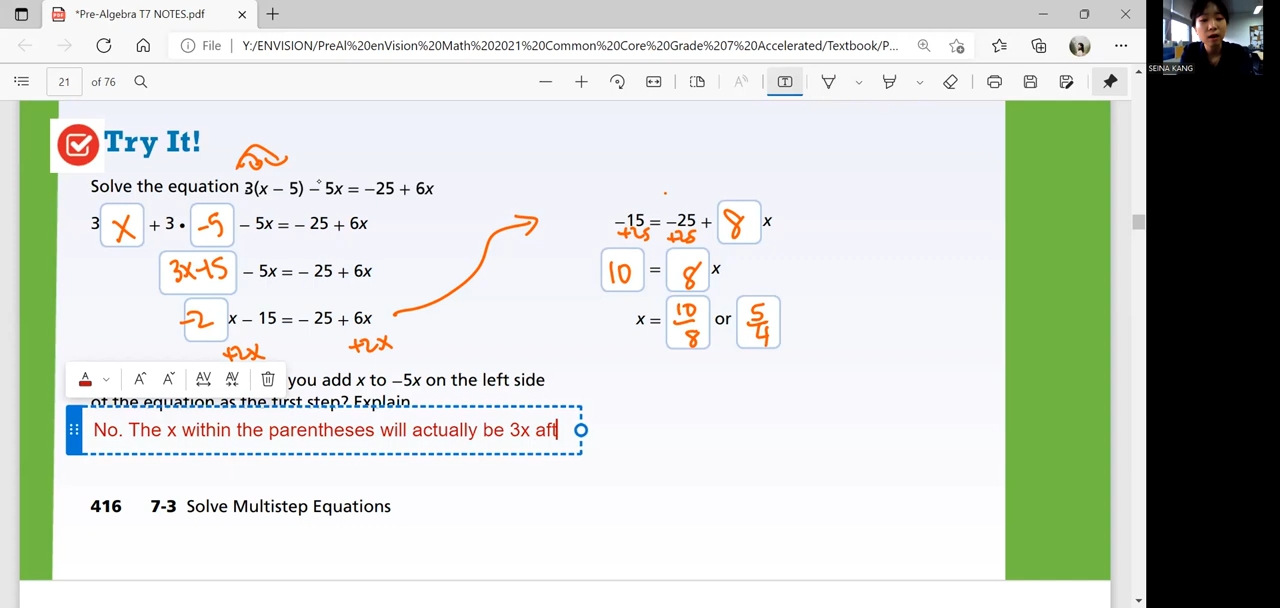 *Pre-Algebra T7 NOTES.pdf
File
Y:/ENVISION/PreAl%20enVision%20Math%202021%20Common%20Core%20Grade%207%20Accelerated/Textbook/P...
21 of 76
SEINA KANG
Try It!
Solve the equation 3(x − 5) − 5x = −25 + 6x
3 x + 3 • -5 − 5x = − 25 + 6x
3x-15 − 5x = − 25 + 6x
-2 x − 15 = − 25 + 6x
+2x +2x
−15 = −25 + 8 x
+25 +25
10 = 8 x
x = 10/8 or 5/4
you add x to −5x on the left side
of the equation as the first step? Explain
No. The x within the parentheses will actually be 3x aft
416 7-3 Solve Multistep Equations